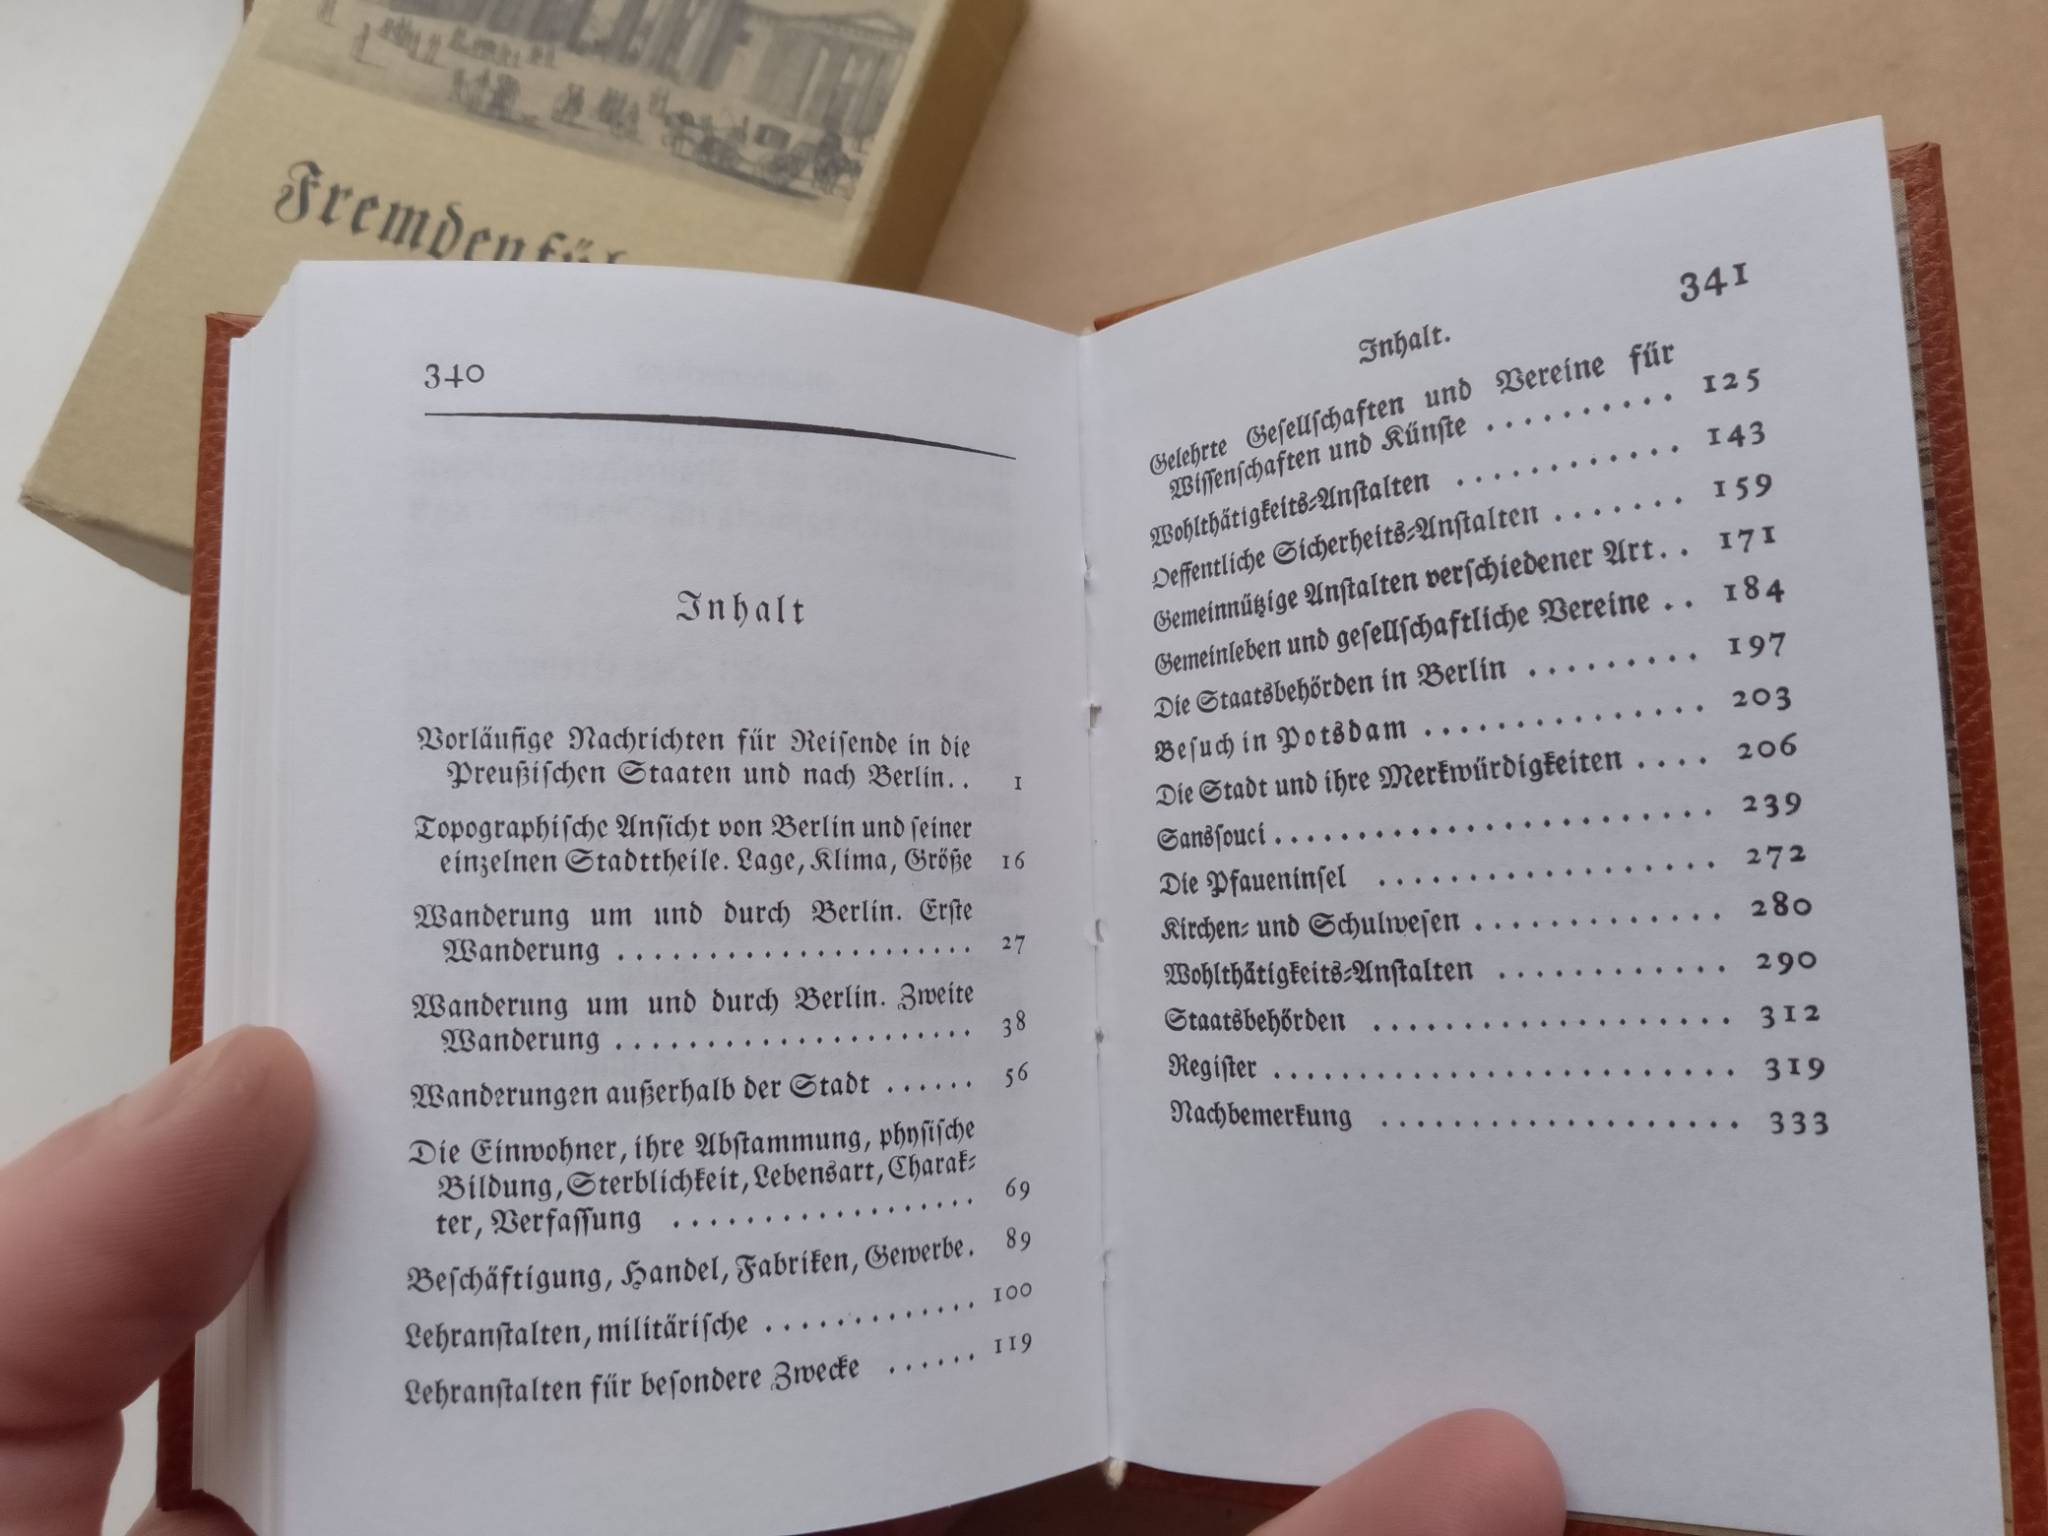 340
Inhalt
Vorläufige Nachrichten für Reiſende in die
Preußiſchen Staaten und nach Berlin. . 1
Topographiſche Anſicht von Berlin und ſeiner
einzelnen Stadttheile. Lage, Klima, Größe 16
Wanderung um und durch Berlin. Erſte
Wanderung . . . . . . . . . . . . . . . . . . . . 27
Wanderung um und durch Berlin. Zweite
Wanderung . . . . . . . . . . . . . . . . . . . . 38
Wanderungen außerhalb der Stadt . . . . . . 56
Die Einwohner, ihre Abſtammung, phyſiſche
Bildung, Sterblichkeit, Lebensart, Charak⸗
ter, Verfaſſung . . . . . . . . . . . . . . . . . 69
Beſchäftigung, Handel, Fabriken, Gewerbe. 89
Lehranſtalten, militäriſche . . . . . . . . . . . . 100
Lehranſtalten für beſondere Zwecke . . . . . . 119
341
Inhalt.
Gelehrte Geſellſchaften und Vereine für
Wiſſenſchaften und Künſte . . . . . . . . . . 125
Wohlthätigkeits⸗Anſtalten . . . . . . . . . . . . 143
Oeffentliche Sicherheits⸗Anſtalten . . . . . . . 159
Gemeinnützige Anſtalten verſchiedener Art. . 171
Gemeinleben und geſellſchaftliche Vereine . . 184
Die Staatsbehörden in Berlin . . . . . . . . . 197
Beſuch in Potsdam . . . . . . . . . . . . . . . . 203
Die Stadt und ihre Merkwürdigkeiten . . . . 206
Sansſouci . . . . . . . . . . . . . . . . . . . . . . . . 239
Die Pfaueninſel . . . . . . . . . . . . . . . . . . . 272
Kirchen⸗ und Schulweſen . . . . . . . . . . . . . 280
Wohlthätigkeits⸗Anſtalten . . . . . . . . . . . . 290
Staatsbehörden . . . . . . . . . . . . . . . . . . . 312
Regiſter . . . . . . . . . . . . . . . . . . . . . . . . . 319
Nachbemerkung . . . . . . . . . . . . . . . . . . . 333